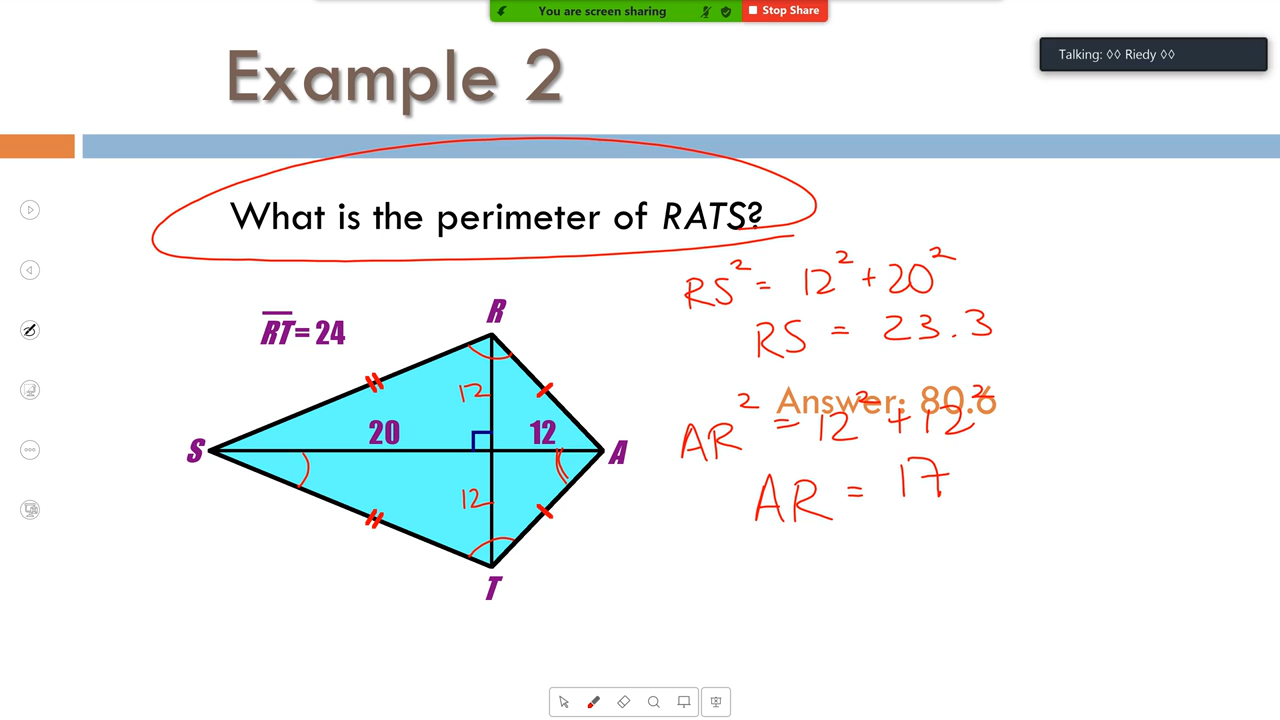 You are screen sharing
Stop Share
Talking: ◊◊ Riedy ◊◊
Example 2
What is the perimeter of RATS?
RS² = 12² + 20²
RS = 23.3
Answer: 80.6
AR² = 12² + 12²
AR = 17
RT = 24
R
12
20
12
S
A
12
T